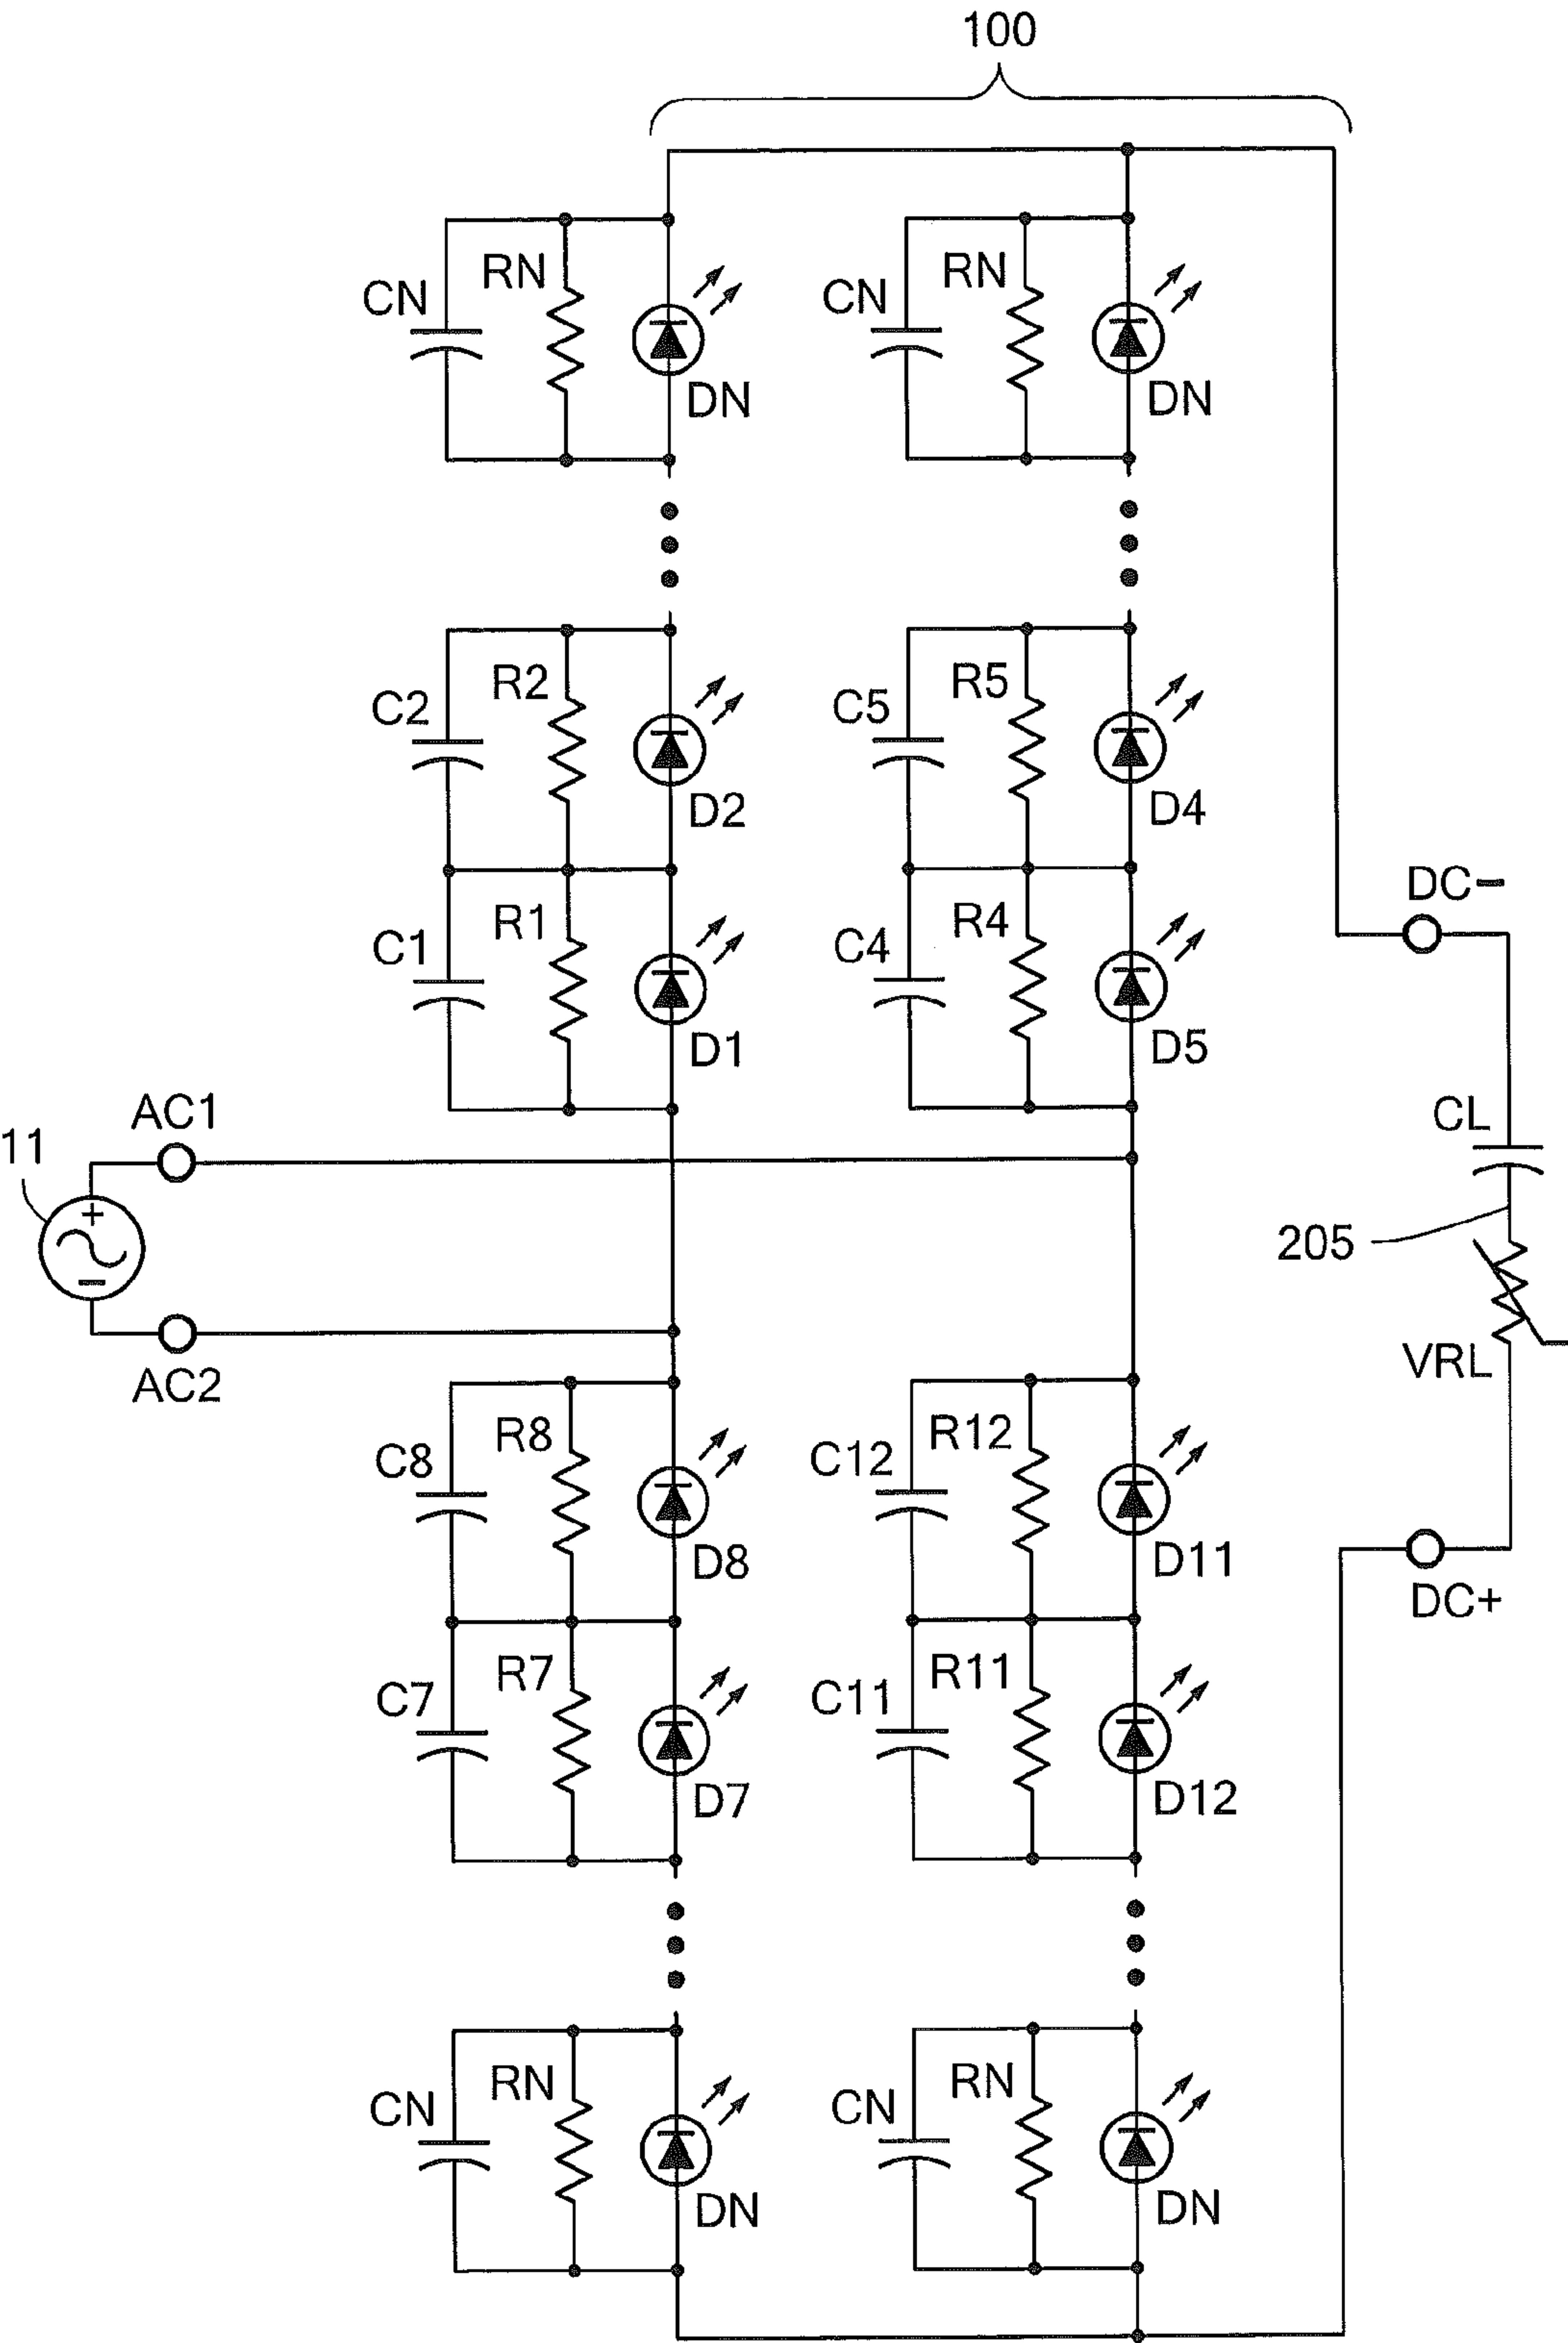 100
RN
RN
CN
CN
DN
DN
R2
R5
C2
C5
D2
D4
DC−
R1
R4
C1
C4
D1
D5
AC1
CL
11
+
−
205
AC2
VRL
R8
R12
C8
C12
D8
D11
DC+
R7
R11
C7
C11
D7
D12
RN
RN
CN
CN
DN
DN